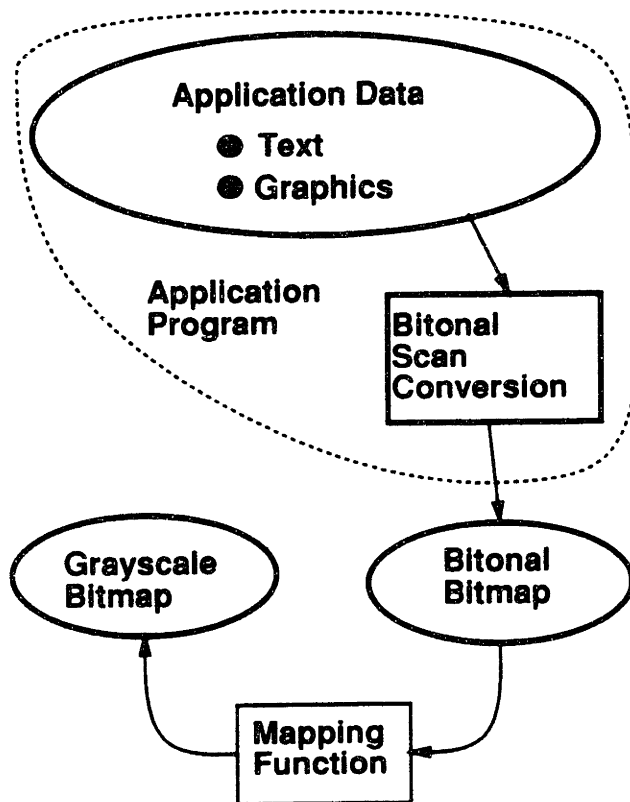 Application Data
● Text
● Graphics
Application
Program
Bitonal
Scan
Conversion
Grayscale
Bitmap
Bitonal
Bitmap
Mapping
Function